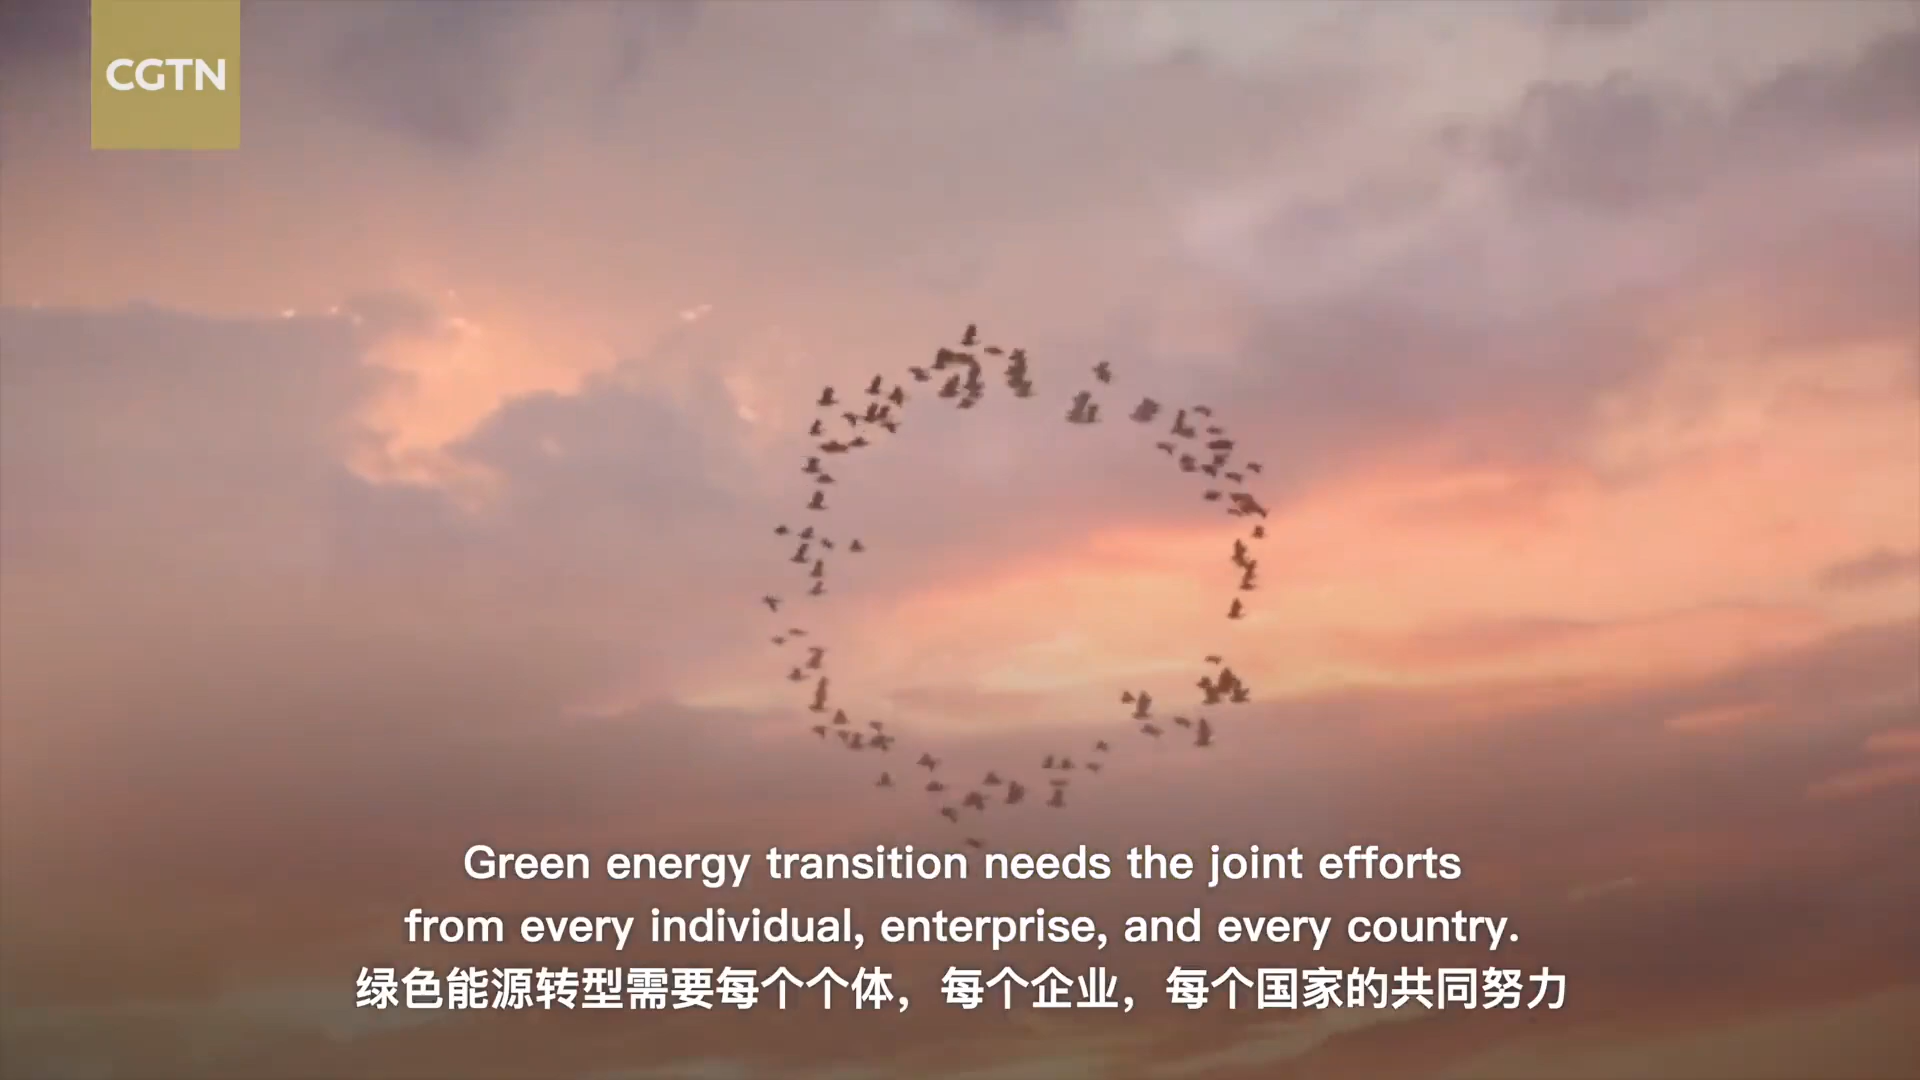 CGTN
Green energy transition needs the joint efforts
from every individual, enterprise, and every country.
绿色能源转型需要每个个体，每个企业，每个国家的共同努力